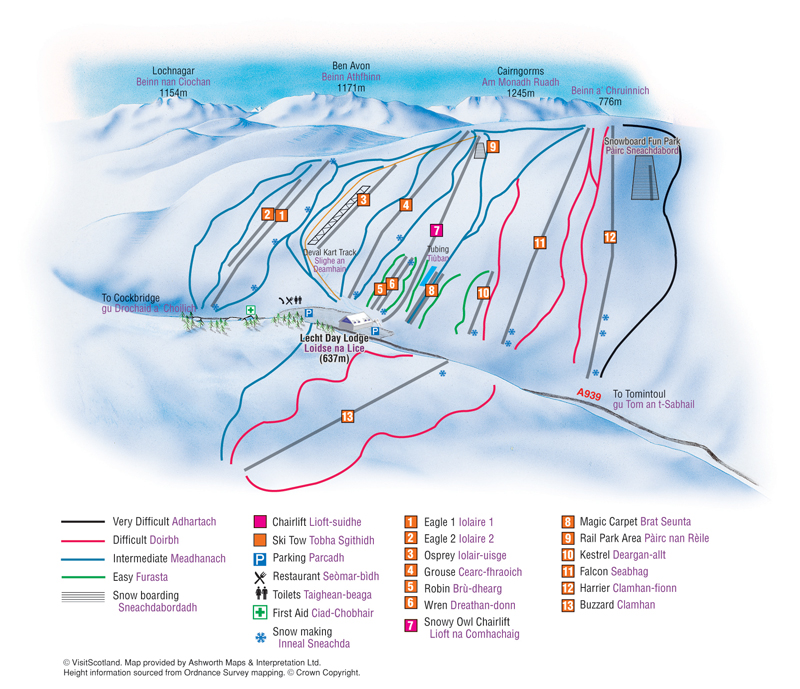 Lochnagar
Beinn nan Ciochan
1154m
Ben Avon
Beinn Athfhinn
1171m
Cairngorms
Am Monadh Ruadh
1245m
Beinn a' Chruinnich
776m
Snowboard Fun Park
Pàirc Sneachdabord
9
2 1
3
4
7
11
12
Deval Kart Track
Slighe an
Deamhain
Tubing
Tiùban
5 6
8
10
To Cockbridge
gu Drochaid a' Choilich
P
P
Lecht Day Lodge
Loidse na Lice
(637m)
A939
To Tomintoul
gu Tom an t-Sabhail
13
Very Difficult Adhartach
Difficult Doirbh
Intermediate Meadhanach
Easy Furasta
Snow boarding
Sneachdabordadh
Chairlift Lioft-suidhe
Ski Tow Tobha Sgithidh
P Parking Parcadh
Restaurant Seòmar-bìdh
Toilets Taighean-beaga
First Aid Ciad-Chobhair
Snow making
Inneal Sneachda
1 Eagle 1 Iolaire 1
2 Eagle 2 Iolaire 2
3 Osprey Iolair-uisge
4 Grouse Cearc-fhraoich
5 Robin Brù-dhearg
6 Wren Dreathan-donn
7 Snowy Owl Chairlift
Lioft na Comhachaig
8 Magic Carpet Brat Seunta
9 Rail Park Area Pàirc nan Rèile
10 Kestrel Deargan-allt
11 Falcon Seabhag
12 Harrier Clamhan-fionn
13 Buzzard Clamhan
© VisitScotland. Map provided by Ashworth Maps & Interpretation Ltd.
Height information sourced from Ordnance Survey mapping. © Crown Copyright.